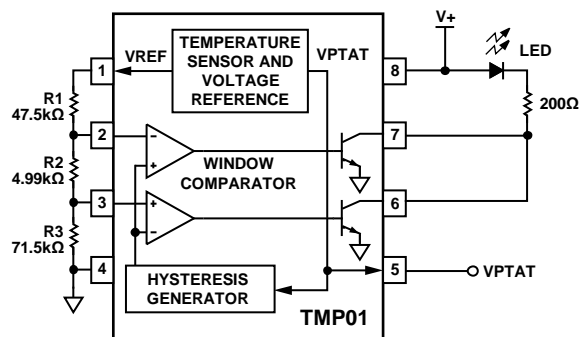 V+
TEMPERATURE
SENSOR AND
VOLTAGE
REFERENCE
VREF
VPTAT
LED
1
8
R1
47.5kΩ
200Ω
2
7
R2
4.99kΩ
WINDOW
COMPARATOR
3
6
R3
71.5kΩ
4
5
VPTAT
HYSTERESIS
GENERATOR
TMP01